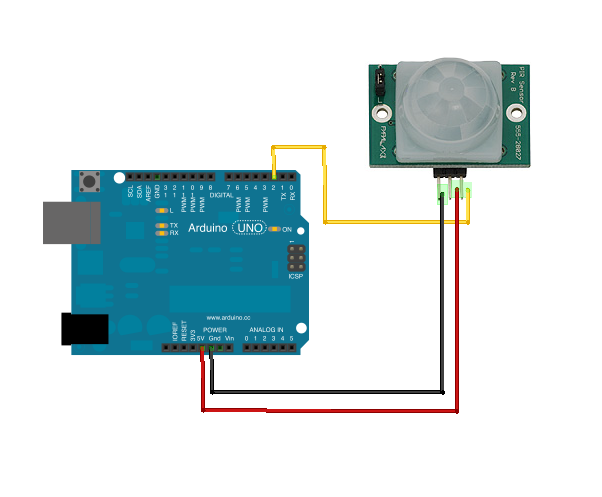 PIR Sensor
Rev B
555-28027
PARALLAX
SCL
SDA
AREF
GND
13
12
PWM 11
PWM 10
PWM 9
8
DIGITAL
7
PWM 6
PWM 5
4
PWM 3
2
TX 1
RX 0
L
TX
RX
Arduino UNO ON
1
ICSP
www.arduino.cc
POWER
ANALOG IN
IOREF
RESET
3V3
5V
Gnd
Vin
0 1 2 3 4 5